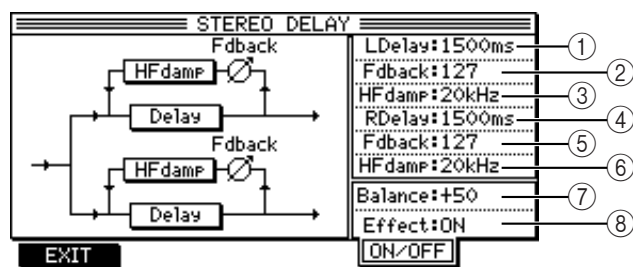 STEREO DELAY
Fdback
HFdamp
Delay
Fdback
HFdamp
Delay
LDelay:1500ms
Fdback:127
HFdamp:20kHz
RDelay:1500ms
Fdback:127
HFdamp:20kHz
Balance:+50
Effect:ON
EXIT
ON/OFF
①
②
③
④
⑤
⑥
⑦
⑧